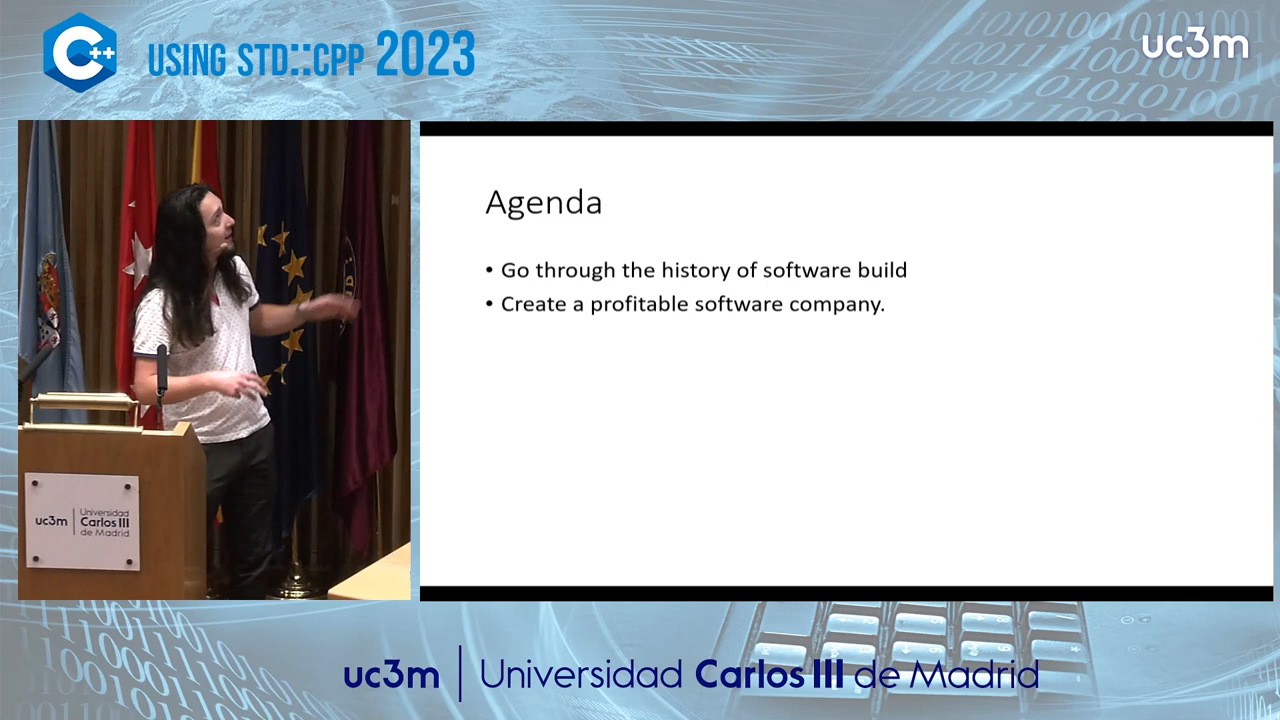 C++
USING STD::CPP 2023
uc3m
Agenda
• Go through the history of software build
• Create a profitable software company.
uc3m
Universidad
Carlos III
de Madrid
uc3m | Universidad Carlos III de Madrid